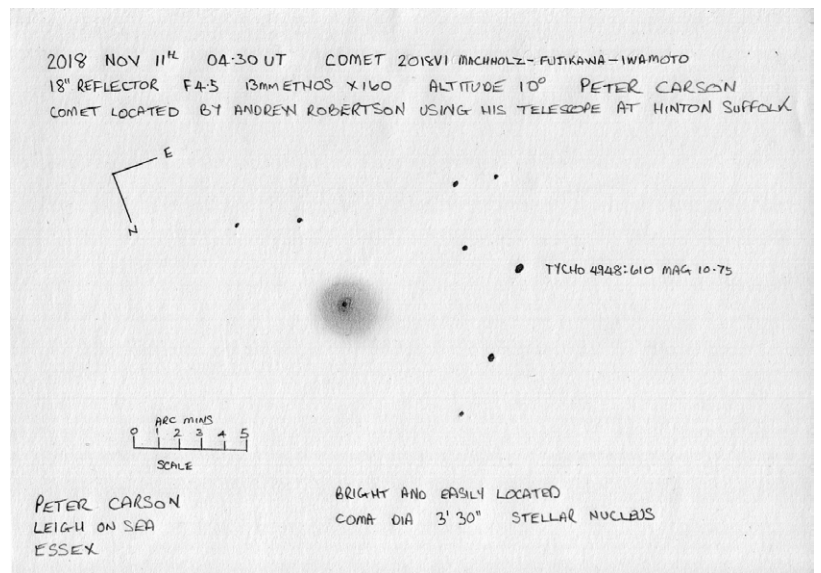 2018 NOV 11TH 04·30 UT COMET 2018V1 MACHHOLZ-FUJIKAWA-IWAMOTO
18" REFLECTOR F4·5 13mm ETHOS X160 ALTITUDE 10° PETER CARSON
COMET LOCATED BY ANDREW ROBERTSON USING HIS TELESCOPE AT HINTON SUFFOLK
E
N
TYCHO 4948:610 MAG 10·75
ARC MINS
0 1 2 3 4 5
SCALE
PETER CARSON
LEIGH ON SEA
ESSEX
BRIGHT AND EASILY LOCATED
COMA DIA 3' 30" STELLAR NUCLEUS